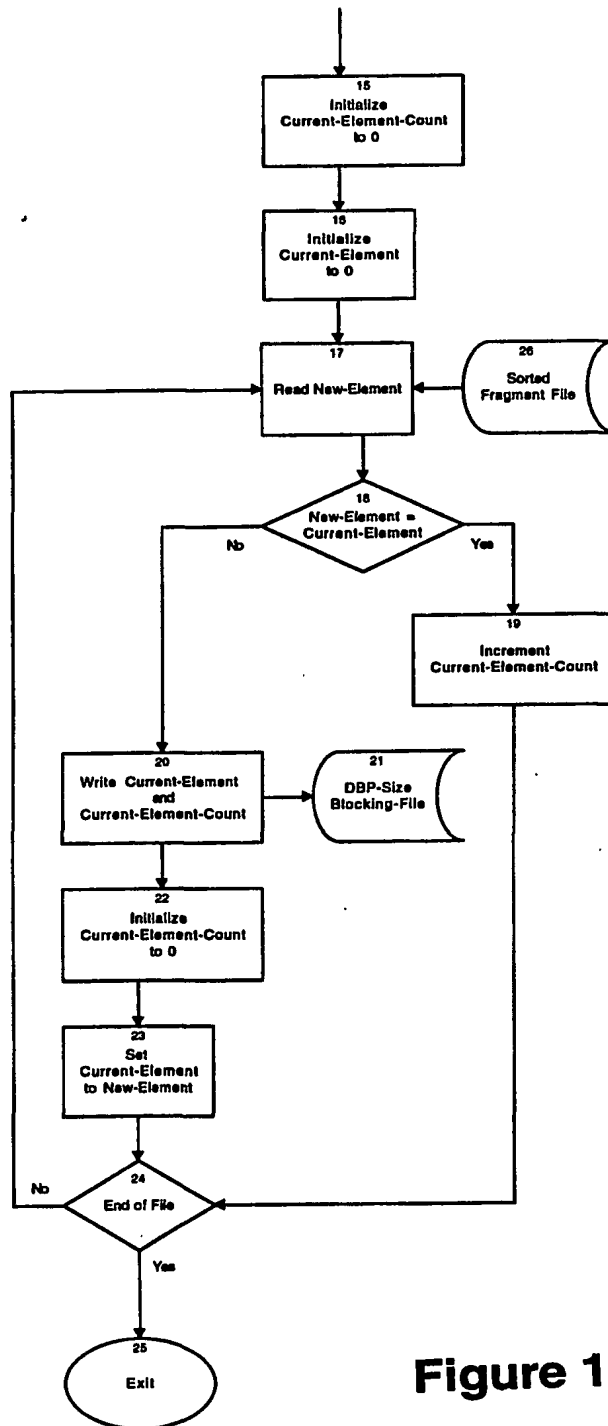 15
Initialize
Current-Element-Count
to 0
16
Initialize
Current-Element
to 0
17
Read New-Element
26
Sorted
Fragment File
18
New-Element =
Current-Element
No
Yes
19
Increment
Current-Element-Count
20
Write Current-Element
and
Current-Element-Count
21
DBP-Size
Blocking-File
22
Initialize
Current-Element-Count
to 0
23
Set
Current-Element
to New-Element
24
End of File
No
Yes
25
Exit
Figure 1